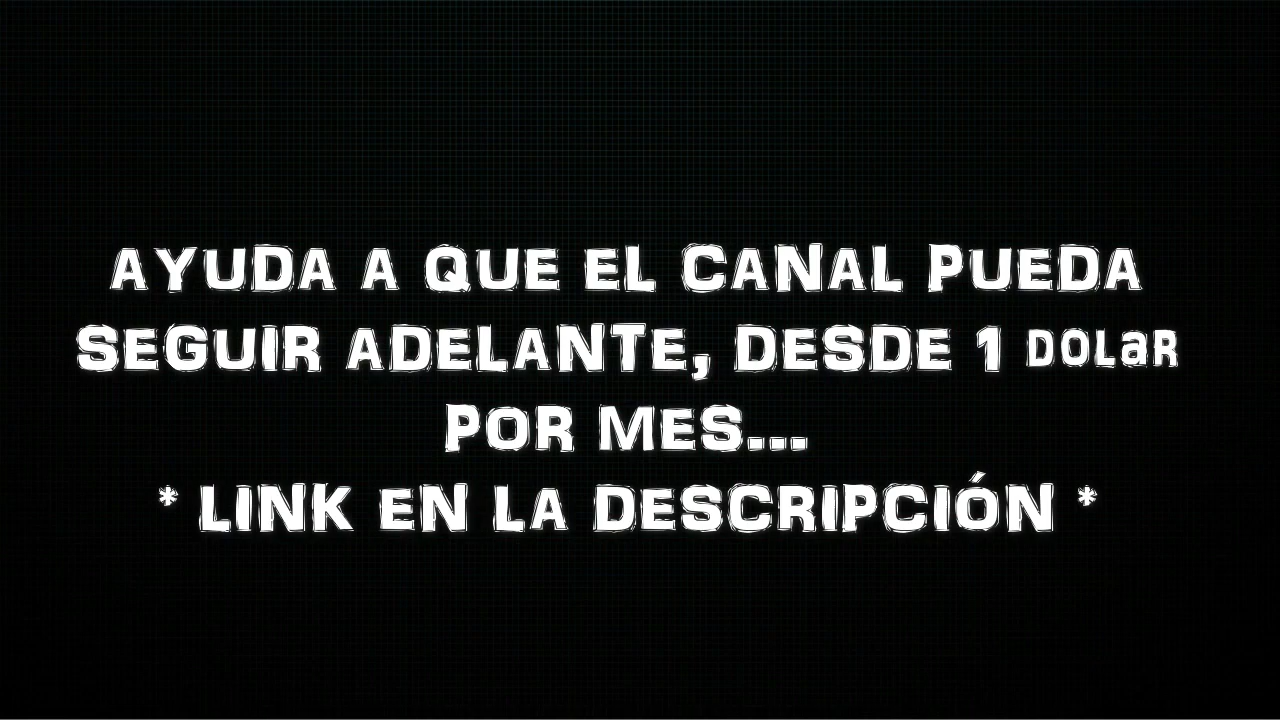 AYUDA A QUE EL CANAL PUEDA
SEGUIR ADELANTE, DESDE 1 DOLaR
POR MES...
* LINK EN LA DESCRIPCIÓN *